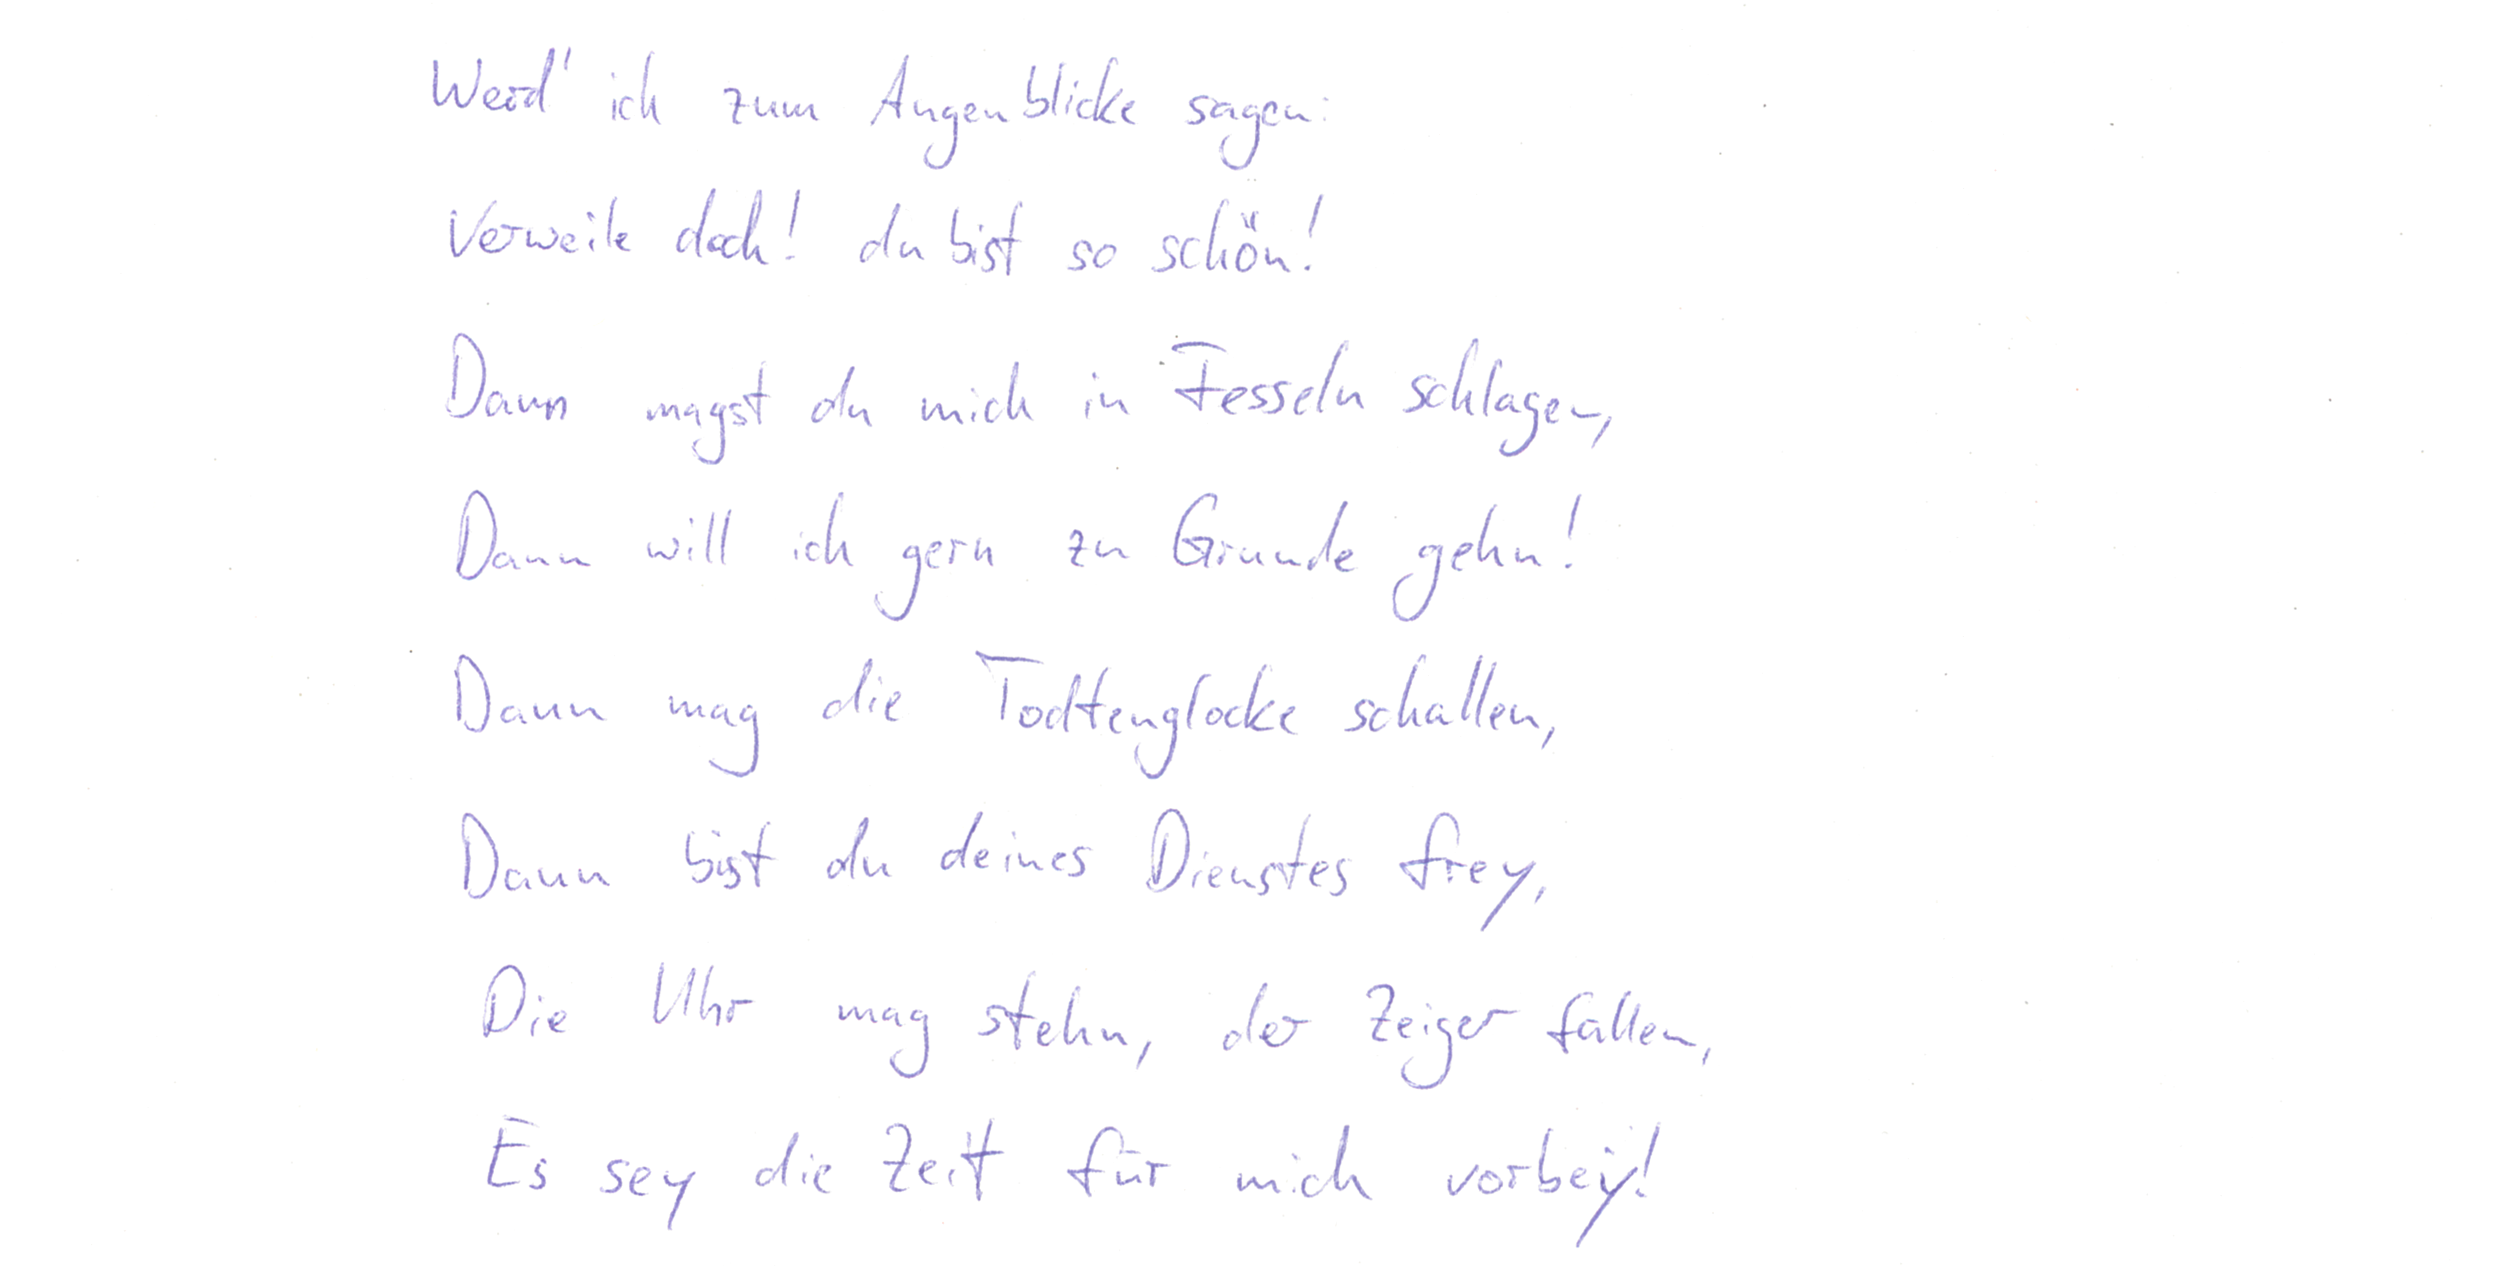 Werd' ich zum Augenblicke sagen:
Verweile doch! du bist so schön!
Dann magst du mich in Fesseln schlagen,
Dann will ich gern zu Grunde gehn!
Dann mag die Todtenglocke schallen,
Dann bist du deines Dienstes frey,
Die Uhr mag stehn, der Zeiger fallen,
Es sey die Zeit für mich vorbey!